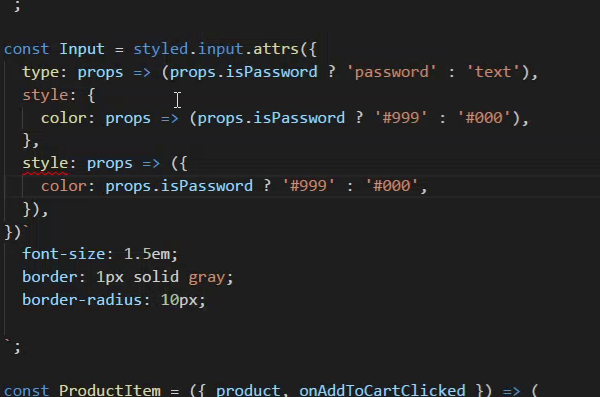 ;
const Input = styled.input.attrs({
  type: props => (props.isPassword ? 'password' : 'text'),
  style: {
    color: props => (props.isPassword ? '#999' : '#000'),
  },
  style: props => ({
    color: props.isPassword ? '#999' : '#000',
  }),
})`
  font-size: 1.5em;
  border: 1px solid gray;
  border-radius: 10px;
`;
const ProductItem = ({ product, onAddToCartClicked }) => (